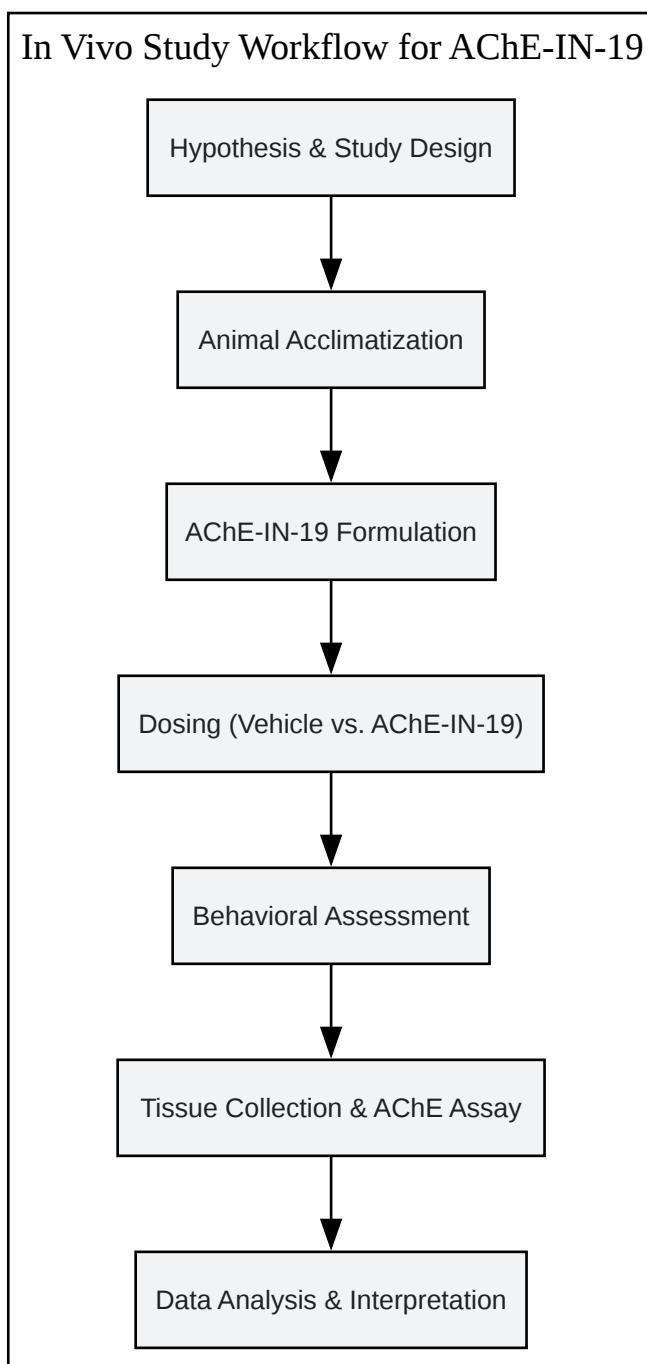 In Vivo Study Workflow for AChE-IN-19
Hypothesis & Study Design
Animal Acclimatization
AChE-IN-19 Formulation
Dosing (Vehicle vs. AChE-IN-19)
Behavioral Assessment
Tissue Collection & AChE Assay
Data Analysis & Interpretation